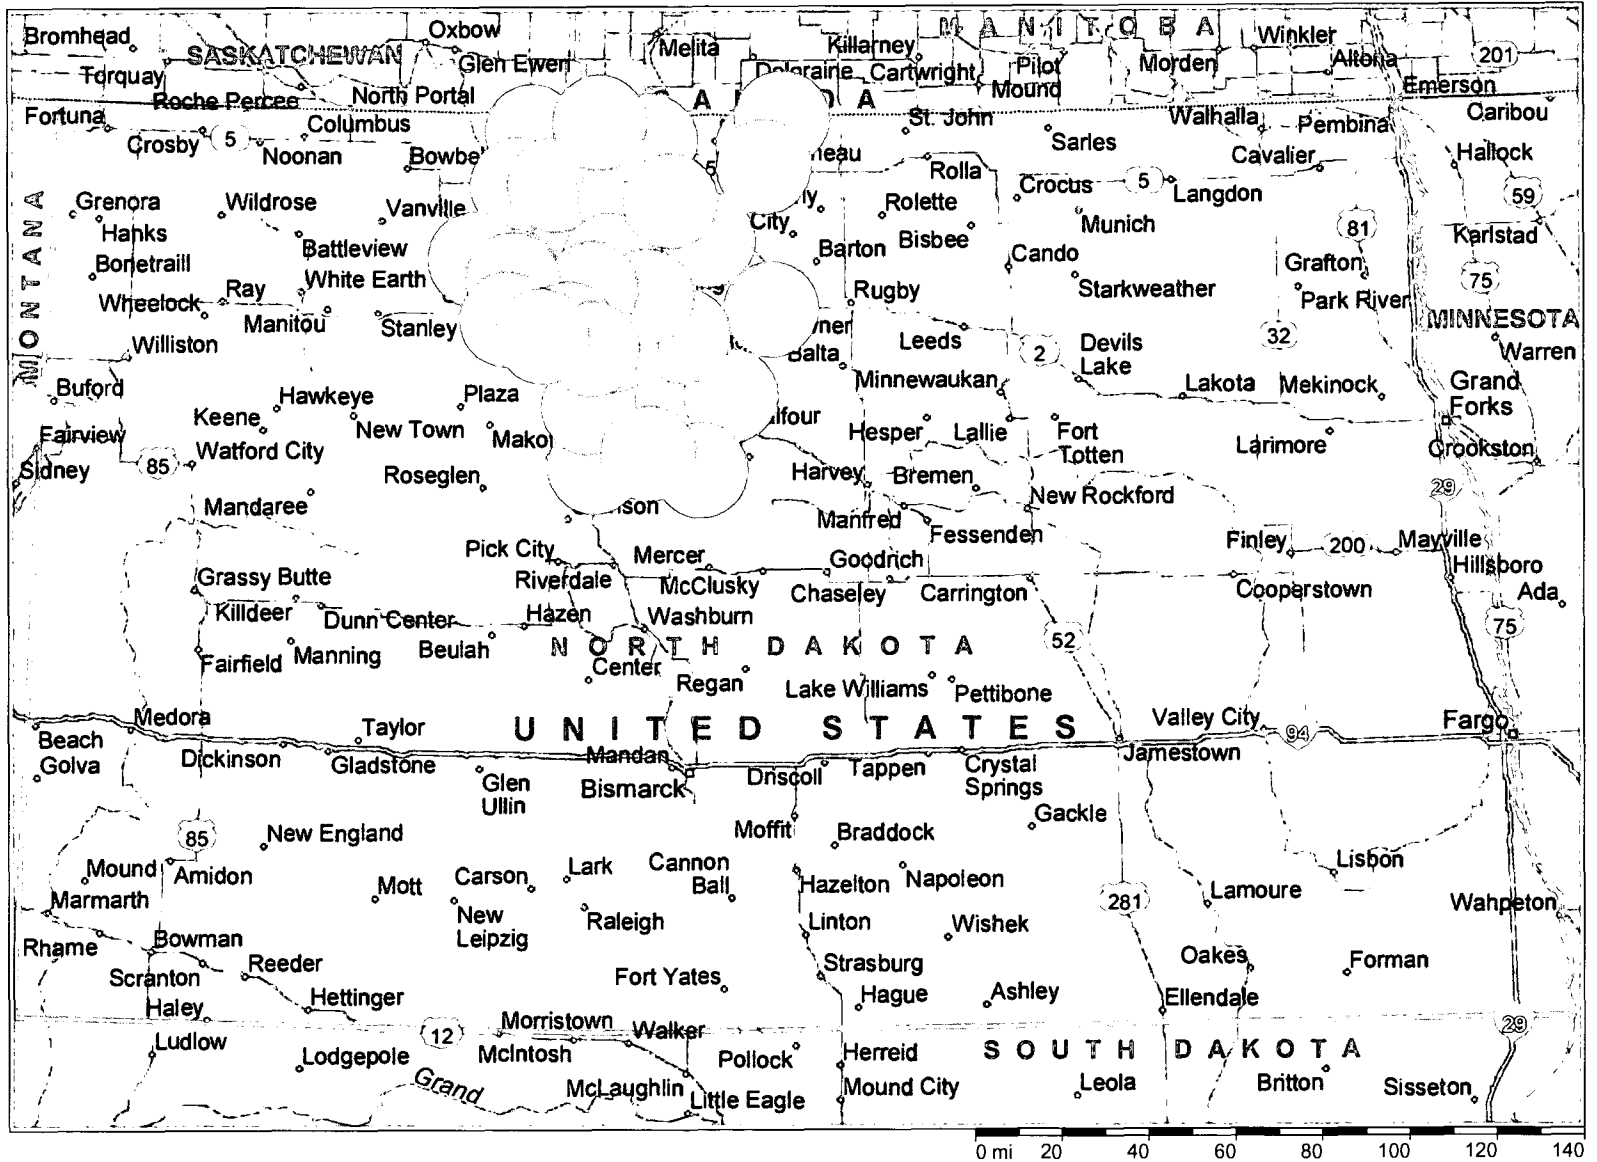 Bromhead
Oxbow
MANITOBA
Winkler
SASKATCHEWAN
Melita
Killarney
Altona
201
Torquay
Glen Ewen
Deloraine
Cartwright
Pilot
Mound
Morden
Emerson
Roche Percee
North Portal
Fortuna
Columbus
St. John
Walhalla
Pembina
Caribou
Crosby
5
Noonan
Bowbe
5
neau
Rolla
Sarles
Cavalier
Hallock
MONTANA
Grenora
Wildrose
Vanville
City
Rolette
Crocus
5
Langdon
59
Hanks
Battleview
Barton
Bisbee
Munich
81
Karlstad
Bonetraill
White Earth
Cando
Grafton
75
Wheelock
Ray
Rugby
Starkweather
Park River
Manitou
Stanley
ner
Leeds
2
Devils
Lake
32
MINNESOTA
Williston
Balta
Warren
Buford
Hawkeye
Plaza
Minnewaukan
Lakota
Mekinock
Grand
Forks
Keene
New Town
Mako
lfour
Hesper
Lallie
Fort
Totten
Larimore
Crookston
Fairview
85
Watford City
Sidney
Roseglen
Harvey
Bremen
29
Mandaree
son
Manfred
New Rockford
Fessenden
Pick City
Mercer
Goodrich
Finley
200
Mayville
Grassy Butte
Riverdale
McClusky
Chaseley
Carrington
Cooperstown
Hillsboro
Ada
Killdeer
Dunn Center
Hazen
Washburn
75
Fairfield
Manning
Beulah
NORTH DAKOTA
52
Center
Regan
Lake Williams
Pettibone
Medora
Taylor
UNITED STATES
Valley City
Fargo
Beach
Golva
Dickinson
Gladstone
Mandan
94
Jamestown
Glen
Ullin
Bismarck
Driscoll
Tappen
Crystal
Springs
85
New England
Moffit
Braddock
Gackle
Mound
Amidon
Lark
Cannon
Ball
Lisbon
Marmarth
Mott
Carson
Hazelton
Napoleon
281
Lamoure
Wahpeton
New
Leipzig
Raleigh
Linton
Wishek
Rhame
Bowman
Oakes
Scranton
Reeder
Fort Yates
Strasburg
Forman
Haley
Hettinger
Hague
Ashley
Ellendale
12
Morristown
Walker
29
Ludlow
Lodgepole
McIntosh
Pollock
Herreid
SOUTH DAKOTA
Grand
McLaughlin
Little Eagle
Mound City
Leola
Britton
Sisseton
0 mi 20 40 60 80 100 120 140